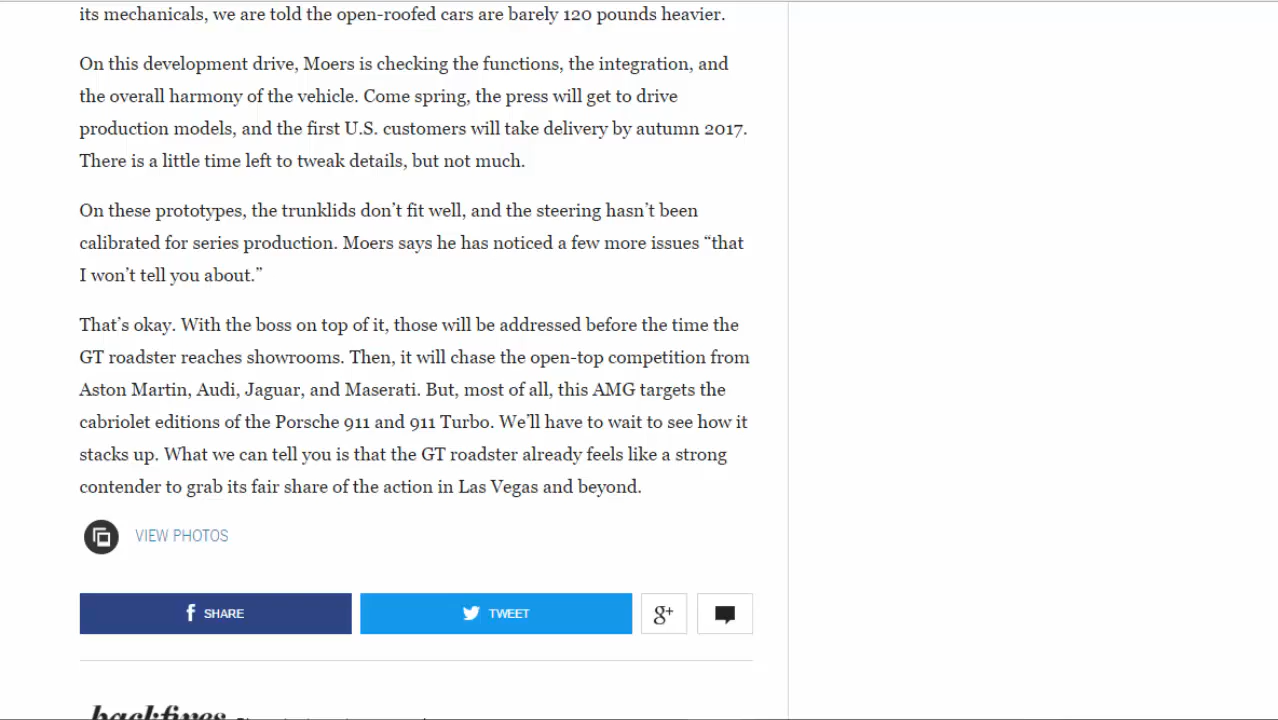 its mechanicals, we are told the open-roofed cars are barely 120 pounds heavier.
On this development drive, Moers is checking the functions, the integration, and
the overall harmony of the vehicle. Come spring, the press will get to drive
production models, and the first U.S. customers will take delivery by autumn 2017.
There is a little time left to tweak details, but not much.
On these prototypes, the trunklids don’t fit well, and the steering hasn’t been
calibrated for series production. Moers says he has noticed a few more issues “that
I won’t tell you about.”
That’s okay. With the boss on top of it, those will be addressed before the time the
GT roadster reaches showrooms. Then, it will chase the open-top competition from
Aston Martin, Audi, Jaguar, and Maserati. But, most of all, this AMG targets the
cabriolet editions of the Porsche 911 and 911 Turbo. We’ll have to wait to see how it
stacks up. What we can tell you is that the GT roadster already feels like a strong
contender to grab its fair share of the action in Las Vegas and beyond.
VIEW PHOTOS
f SHARE
TWEET
g+
backfires